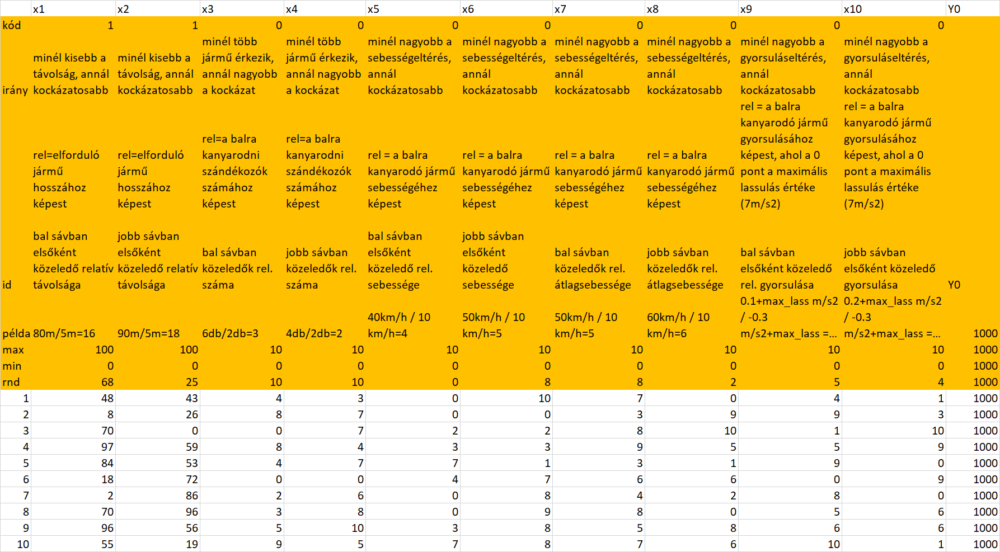 x1 x2 x3 x4 x5 x6 x7 x8 x9 x10 Y0
kód 1 1 0 0 0 0 0 0 0 0
irány
minél kisebb a
távolság, annál
kockázatosabb
minél kisebb a
távolság, annál
kockázatosabb
minél több
jármű érkezik,
annál nagyobb
a kockázat
minél több
jármű érkezik,
annál nagyobb
a kockázat
minél nagyobb a
sebességeltérés,
annál
kockázatosabb
minél nagyobb a
sebességeltérés,
annál
kockázatosabb
minél nagyobb a
sebességeltérés,
annál
kockázatosabb
minél nagyobb a
sebességeltérés,
annál
kockázatosabb
minél nagyobb a
gyorsuláseltérés,
annál
kockázatosabb
minél nagyobb a
gyorsuláseltérés,
annál
kockázatosabb
rel=elforduló
jármű
hosszához
képest
rel=elforduló
jármű
hosszához
képest
rel=a balra
kanyarodni
szándékozók
számához
képest
rel=a balra
kanyarodni
szándékozók
számához
képest
rel = a balra
kanyarodó jármű
sebességéhez
képest
rel = a balra
kanyarodó jármű
sebességéhez
képest
rel = a balra
kanyarodó jármű
sebességéhez
képest
rel = a balra
kanyarodó jármű
sebességéhez
képest
rel = a balra
kanyarodó jármű
gyorsulásához
képest, ahol a 0
pont a maximális
lassulás értéke
(7m/s2)
rel = a balra
kanyarodó jármű
gyorsulásához
képest, ahol a 0
pont a maximális
lassulás értéke
(7m/s2)
id
bal sávban
elsőként
közeledő relatív
távolsága
jobb sávban
elsőként
közeledő relatív
távolsága
bal sávban
közeledők rel.
száma
jobb sávban
közeledők rel.
száma
bal sávban
elsőként
közeledő rel.
sebessége
jobb sávban
elsőként
közeledő
sebessége
bal sávban
közeledők rel.
átlagsebessége
jobb sávban
közeledők rel.
átlagsebessége
bal sávban
elsőként közeledő
rel. gyorsulása
jobb sávban
elsőként közeledő
gyorsulása
Y0
példa
80m/5m=16
90m/5m=18
6db/2db=3
4db/2db=2
40km/h / 10
km/h=4
50km/h / 10
km/h=5
50km/h / 10
km/h=5
60km/h / 10
km/h=6
0.1+max_lass m/s2
/ -0.3
m/s2+max_lass =...
0.2+max_lass m/s2
/ -0.3
m/s2+max_lass =...
1000
max 100 100 10 10 10 10 10 10 10 10 1000
min 0 0 0 0 0 0 0 0 0 0 1000
rnd 68 25 10 10 0 8 8 2 5 4 1000
1 48 43 4 3 0 10 7 0 4 1 1000
2 8 26 8 7 0 0 3 9 9 3 1000
3 70 0 0 7 2 2 8 10 1 10 1000
4 97 59 8 4 3 3 9 5 5 9 1000
5 84 53 4 7 7 1 3 1 9 0 1000
6 18 72 0 0 4 7 6 6 0 9 1000
7 2 86 2 6 0 8 4 2 8 0 1000
8 70 96 3 8 0 9 8 0 5 6 1000
9 96 56 5 10 3 8 5 8 6 6 1000
10 55 19 9 5 7 8 7 6 10 1 1000